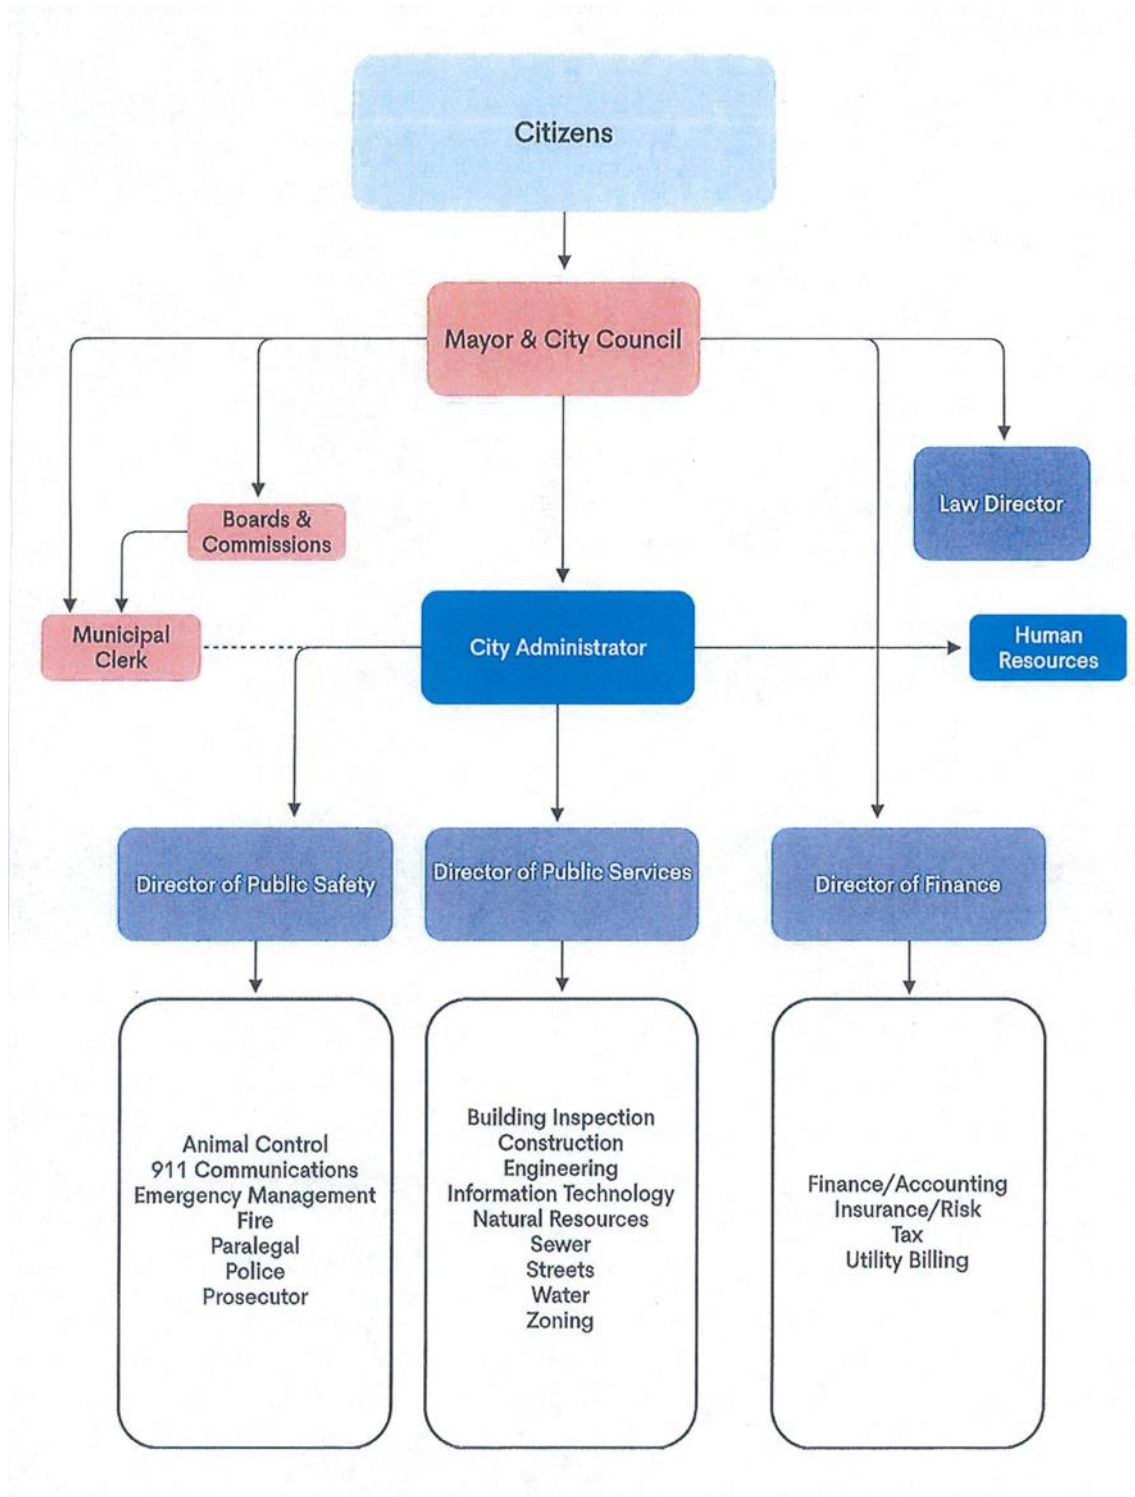 Citizens
Mayor & City Council
Law Director
Boards &
Commissions
Municipal
Clerk
City Administrator
Human
Resources
Director of Public Safety
Director of Public Services
Director of Finance
Animal Control
911 Communications
Emergency Management
Fire
Paralegal
Police
Prosecutor
Building Inspection
Construction
Engineering
Information Technology
Natural Resources
Sewer
Streets
Water
Zoning
Finance/Accounting
Insurance/Risk
Tax
Utility Billing